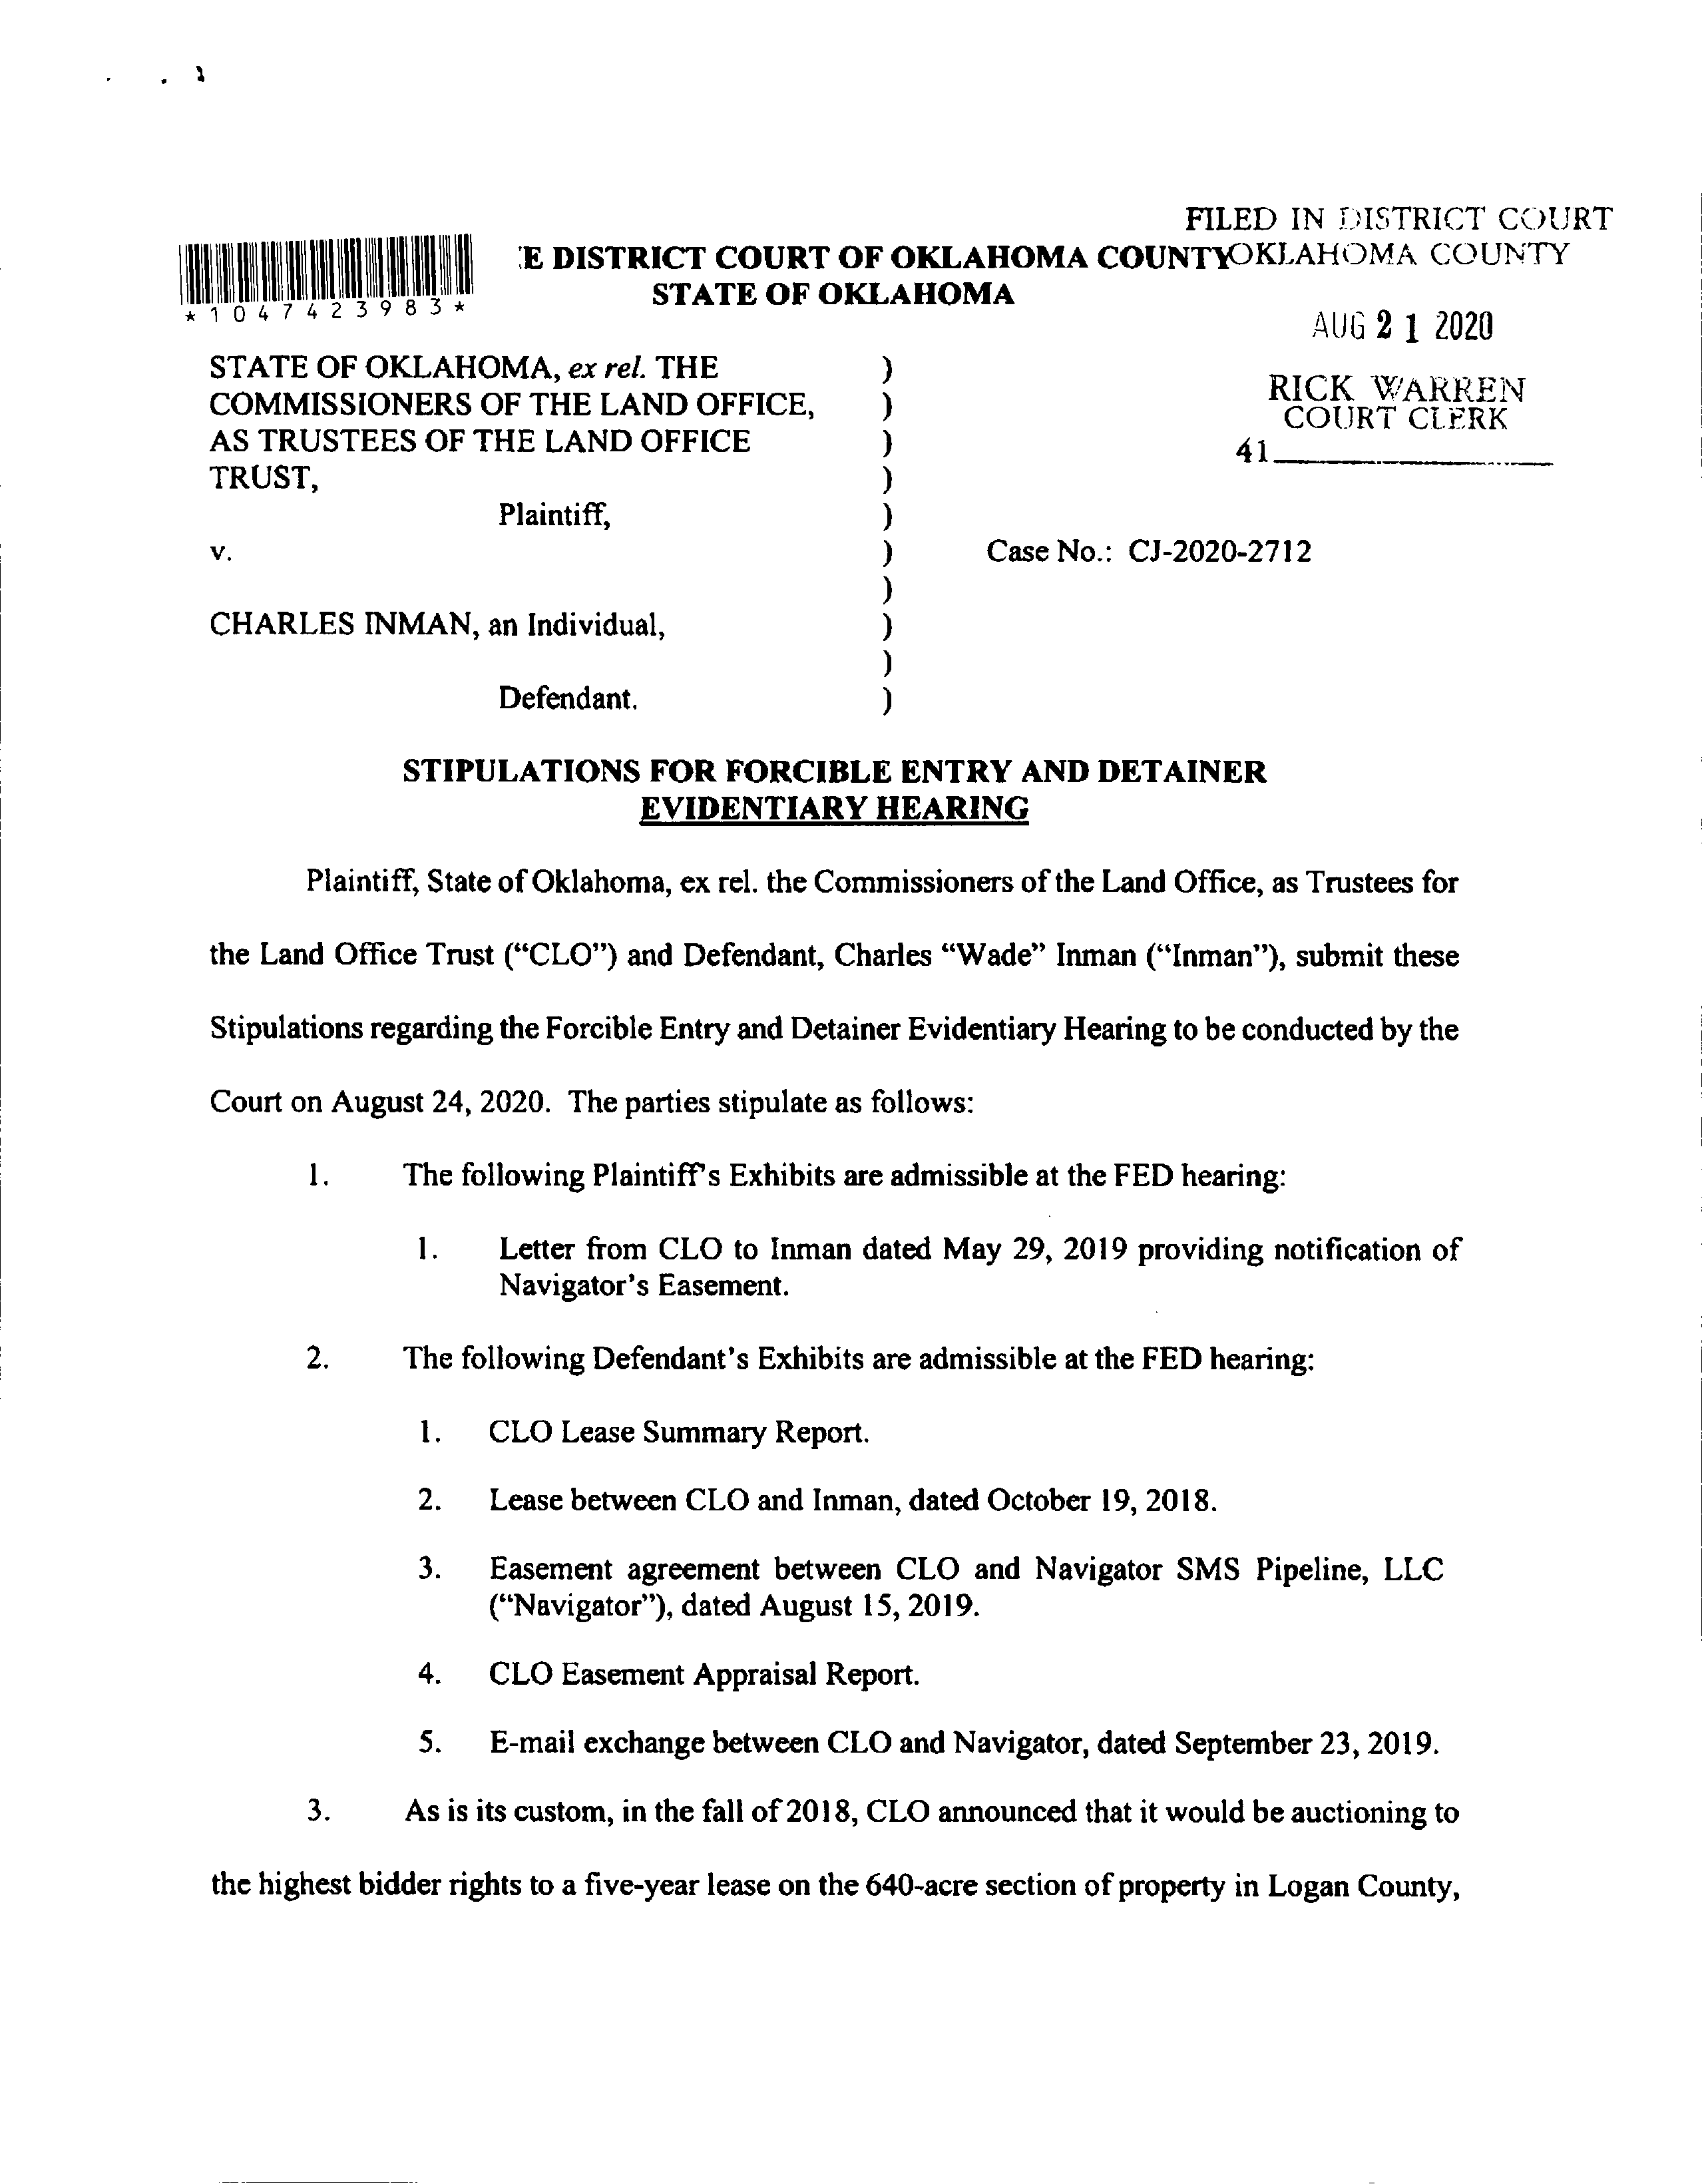 FILED IN DISTRICT COURT
E DISTRICT COURT OF OKLAHOMA COUNTY OKLAHOMA COUNTY
STATE OF OKLAHOMA
*1047423983*
AUG 21 2020
STATE OF OKLAHOMA, ex rel. THE )
COMMISSIONERS OF THE LAND OFFICE, )
AS TRUSTEES OF THE LAND OFFICE )
TRUST, )
RICK WARREN
COURT CLERK
41
Plaintiff, )
v. ) Case No.: CJ-2020-2712
)
CHARLES INMAN, an Individual, )
)
Defendant. )
STIPULATIONS FOR FORCIBLE ENTRY AND DETAINER
EVIDENTIARY HEARING
Plaintiff, State of Oklahoma, ex rel. the Commissioners of the Land Office, as Trustees for
the Land Office Trust (“CLO”) and Defendant, Charles “Wade” Inman (“Inman”), submit these
Stipulations regarding the Forcible Entry and Detainer Evidentiary Hearing to be conducted by the
Court on August 24, 2020. The parties stipulate as follows:
1. The following Plaintiff's Exhibits are admissible at the FED hearing:
1. Letter from CLO to Inman dated May 29, 2019 providing notification of
Navigator’s Easement.
2. The following Defendant’s Exhibits are admissible at the FED hearing:
1. CLO Lease Summary Report.
2. Lease between CLO and Inman, dated October 19, 2018.
3. Easement agreement between CLO and Navigator SMS Pipeline, LLC
(“Navigator”), dated August 15, 2019.
4. CLO Easement Appraisal Report.
5. E-mail exchange between CLO and Navigator, dated September 23, 2019.
3. As is its custom, in the fall of 2018, CLO announced that it would be auctioning to
the highest bidder rights to a five-year lease on the 640-acre section of property in Logan County,